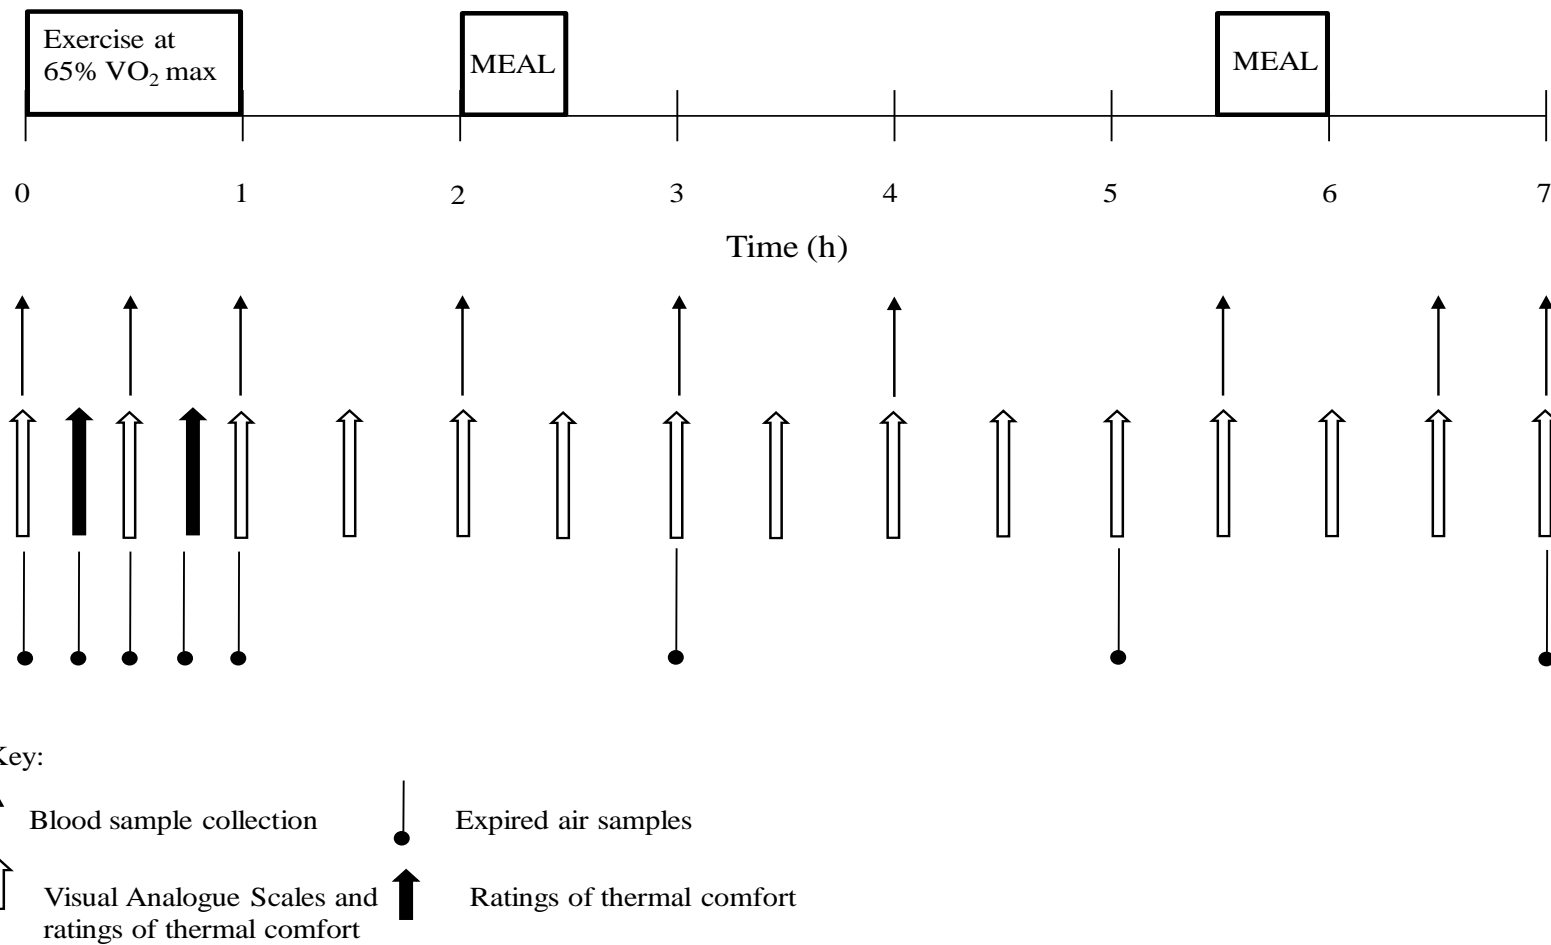 Exercise at
65% VO₂ max
MEAL
MEAL
0 1 2 3 4 5 6 7
Time (h)
Key:
Blood sample collection
Expired air samples
Visual Analogue Scales and
ratings of thermal comfort
Ratings of thermal comfort